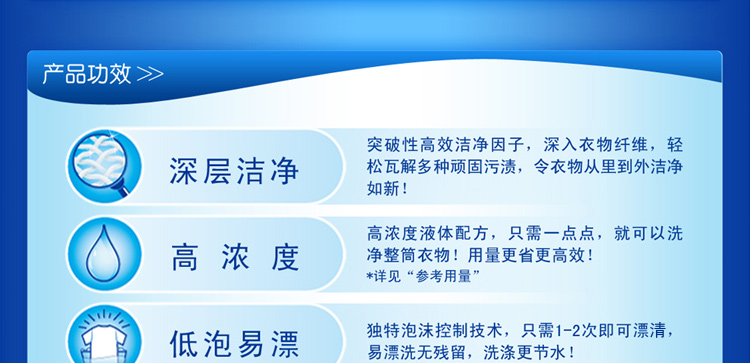 产品功效 >>
深层洁净
突破性高效洁净因子，深入衣物纤维，轻
松瓦解多种顽固污渍，令衣物从里到外洁净
如新！
高浓度
高浓度液体配方，只需一点点，就可以洗
净整筒衣物！用量更省更高效！
*详见“参考用量”
低泡易漂
独特泡沫控制技术，只需1-2次即可漂清，
易漂洗无残留，洗涤更节水！